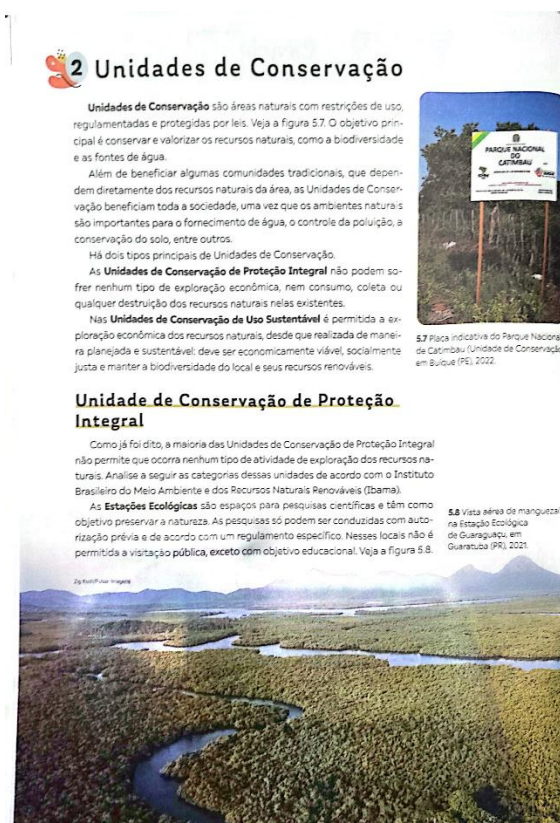 2 Unidades de Conservação
Unidades de Conservação são áreas naturais com restrições de uso,
regulamentadas e protegidas por leis. Veja a figura 5.7. O objetivo prin-
cipal é conservar e valorizar os recursos naturais, como a biodiversidade
e as fontes de água.
Além de beneficiar algumas comunidades tradicionais, que depen-
dem diretamente dos recursos naturais da área, as Unidades de Conser-
vação beneficiam toda a sociedade, uma vez que os ambientes naturais
são importantes para o fornecimento de água, o controle da poluição, a
conservação do solo, entre outros.
Há dois tipos principais de Unidades de Conservação.
As Unidades de Conservação de Proteção Integral não podem so-
frer nenhum tipo de exploração econômica, nem consumo, coleta ou
qualquer destruição dos recursos naturais nelas existentes.
Nas Unidades de Conservação de Uso Sustentável é permitida a ex-
ploração econômica dos recursos naturais, desde que realizada de manei-
ra planejada e sustentável: deve ser economicamente viável, socialmente
justa e manter a biodiversidade do local e seus recursos renováveis.
PARQUE NACIONAL
DO
CATIMBAU
5.7 Placa indicativa do Parque Naciona
de Catimbau (Unidade de Conservação
em Buíque (PE), 2022.
Unidade de Conservação de Proteção
Integral
Como já foi dito, a maioria das Unidades de Conservação de Proteção Integral
não permite que ocorra nenhum tipo de atividade de exploração dos recursos na-
turais. Analise a seguir as categorias dessas unidades de acordo com o Instituto
Brasileiro do Meio Ambiente e dos Recursos Naturais Renováveis (Ibama).
As Estações Ecológicas são espaços para pesquisas científicas e têm como
objetivo preservar a natureza. As pesquisas só podem ser conduzidas com auto-
rização prévia e de acordo com um regulamento específico. Nesses locais não é
permitida a visitação pública, exceto com objetivo educacional. Veja a figura 5.8.
5.8 Vista aérea de manguezal
na Estação Ecológica
de Guaraguaçu, em
Guaratuba (PR), 2021.